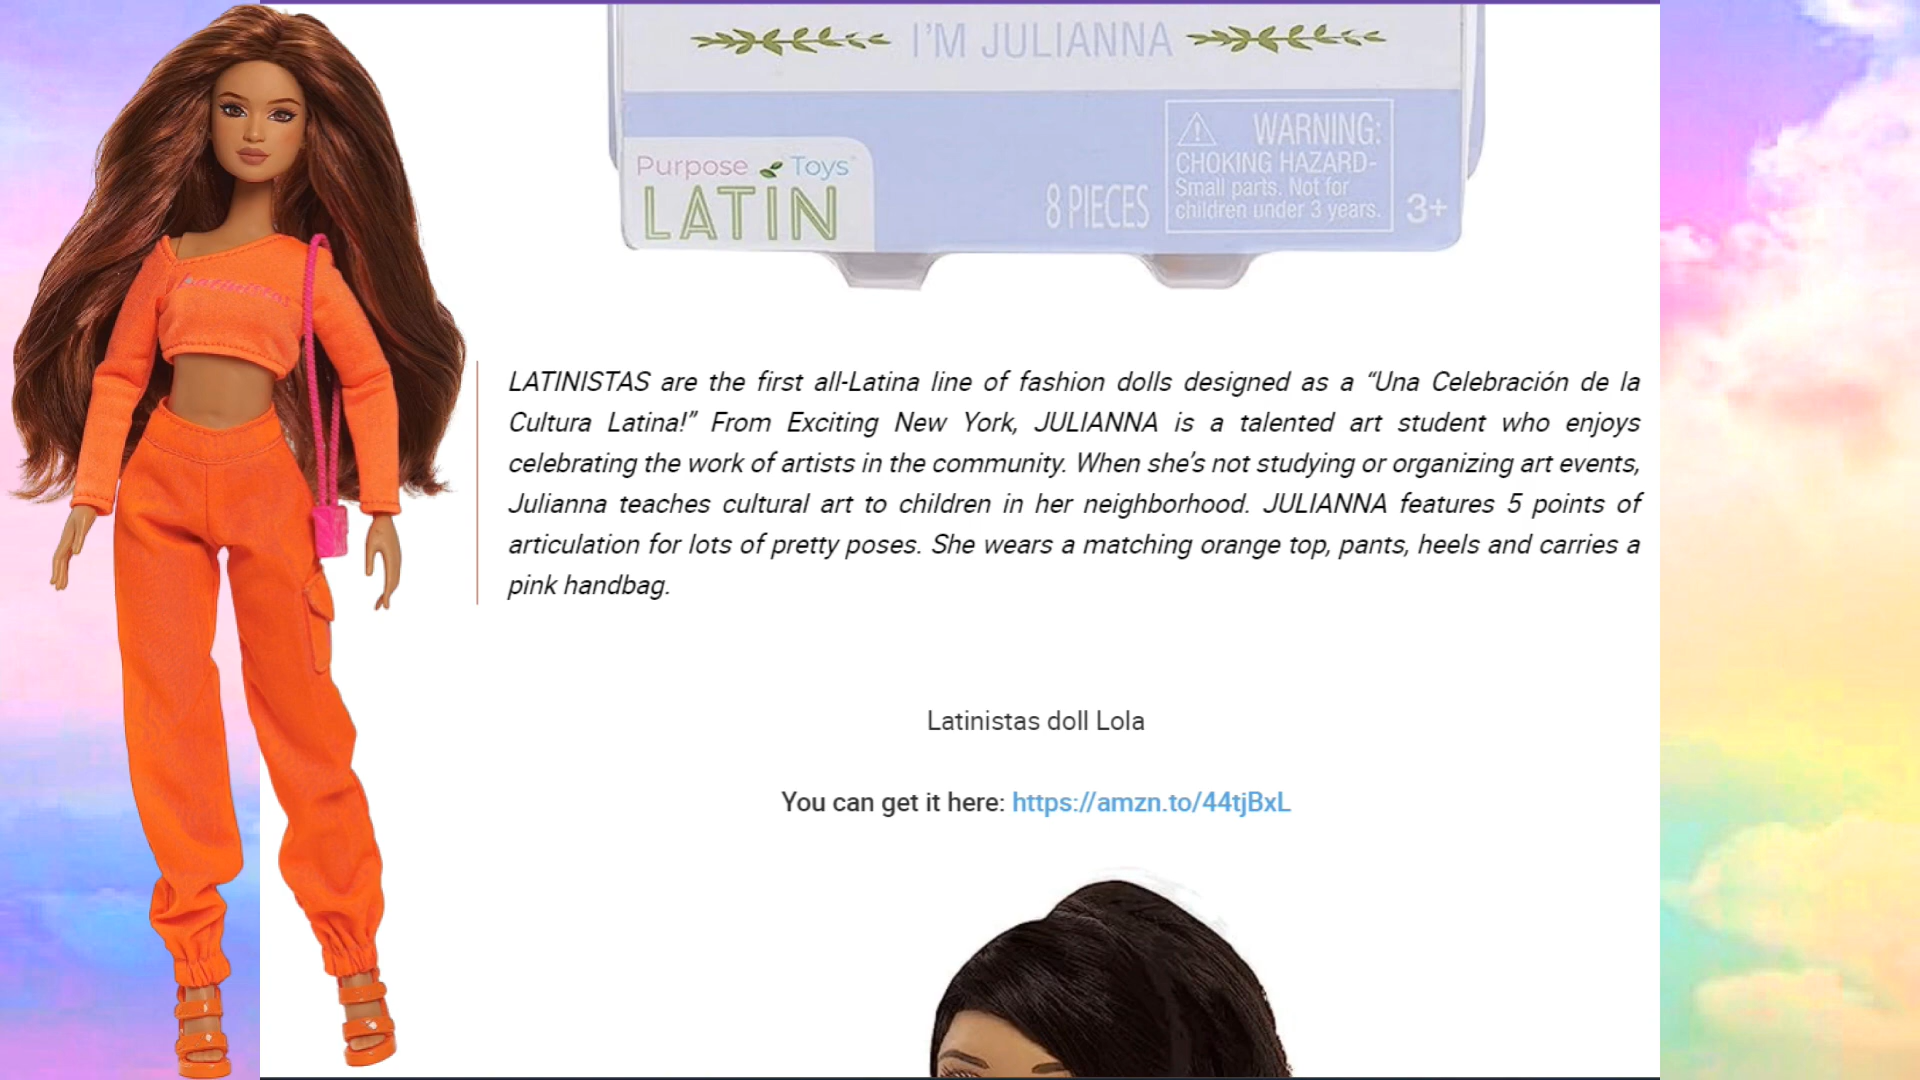 I'M JULIANNA
WARNING:
CHOKING HAZARD-
Small parts. Not for
children under 3 years.
Purpose Toys
LATIN
8 PIECES
3+
LATINISTAS are the first all-Latina line of fashion dolls designed as a “Una Celebración de la
Cultura Latina!” From Exciting New York, JULIANNA is a talented art student who enjoys
celebrating the work of artists in the community. When she’s not studying or organizing art events,
Julianna teaches cultural art to children in her neighborhood. JULIANNA features 5 points of
articulation for lots of pretty poses. She wears a matching orange top, pants, heels and carries a
pink handbag.
Latinistas doll Lola
You can get it here: https://amzn.to/44tjBxL